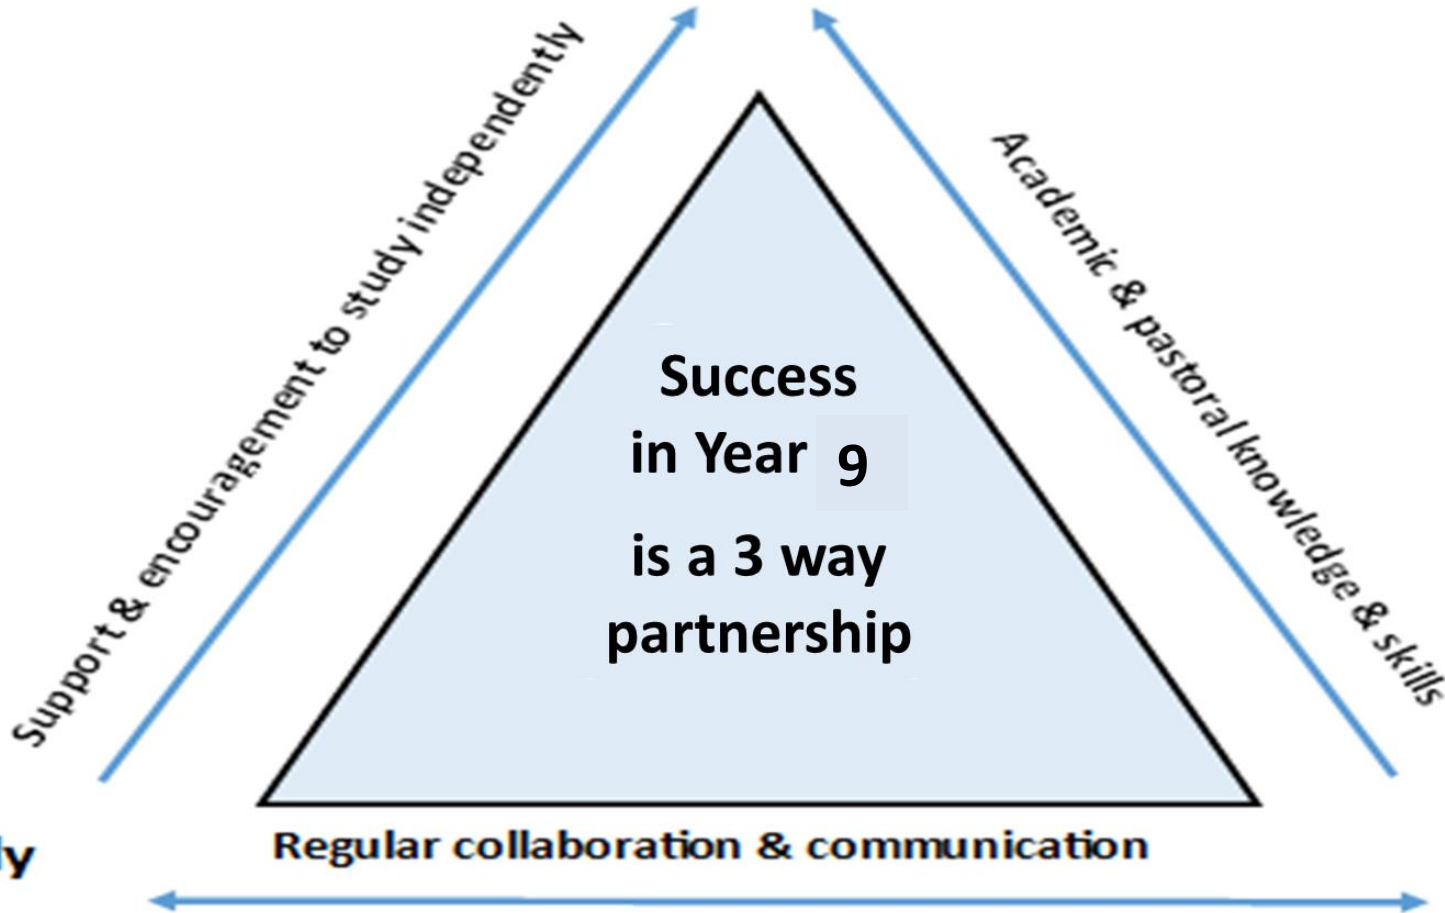 Support & encouragement to study independently
Academic & pastoral knowledge & skills
Success
in Year 9
is a 3 way
partnership
Regular collaboration & communication